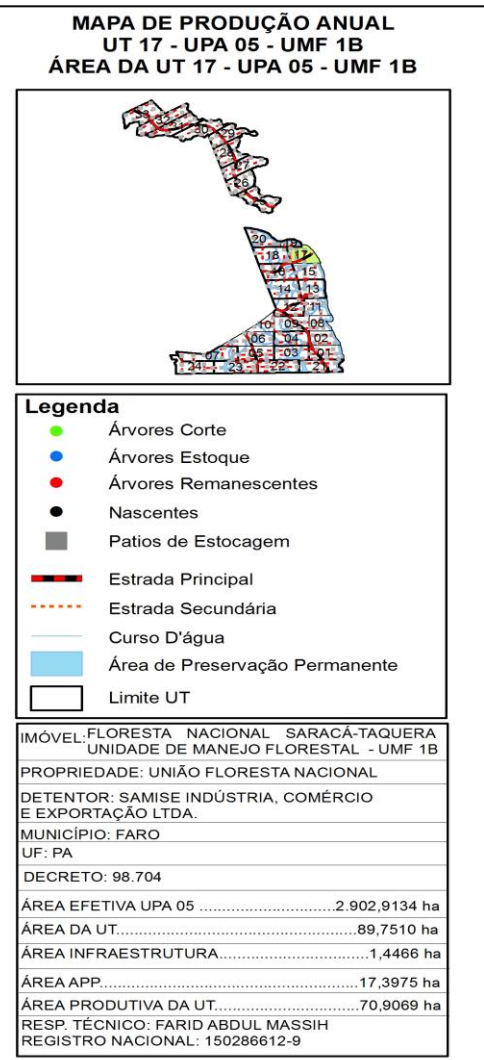 MAPA DE PRODUÇÃO ANUAL
UT 17 - UPA 05 - UMF 1B
ÁREA DA UT 17 - UPA 05 - UMF 1B
30
29
27
26
20
18
17
15
14
13
12
11
10
09
08
06
04
02
07
05
03
01
24
23
22
21
Legenda
Árvores Corte
Árvores Estoque
Árvores Remanescentes
Nascentes
Patios de Estocagem
Estrada Principal
Estrada Secundária
Curso D'água
Área de Preservação Permanente
Limite UT
IMÓVEL: FLORESTA NACIONAL SARACÁ-TAQUERA
UNIDADE DE MANEJO FLORESTAL - UMF 1B
PROPRIEDADE: UNIÃO FLORESTA NACIONAL
DETENTOR: SAMISE INDÚSTRIA, COMÉRCIO
E EXPORTAÇÃO LTDA.
MUNICÍPIO: FARO
UF: PA
DECRETO: 98.704
ÁREA EFETIVA UPA 05 ..............................2.902,9134 ha
ÁREA DA UT.....................................89,7510 ha
ÁREA INFRAESTRUTURA..........................1,4466 ha
ÁREA APP........................................17,3975 ha
ÁREA PRODUTIVA DA UT......................70,9069 ha
RESP. TÉCNICO: FARID ABDUL MASSIH
REGISTRO NACIONAL: 150286612-9